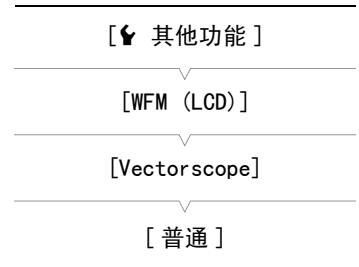 [ 其他功能 ]
[WFM (LCD)]
[Vectorscope]
[ 普通 ]